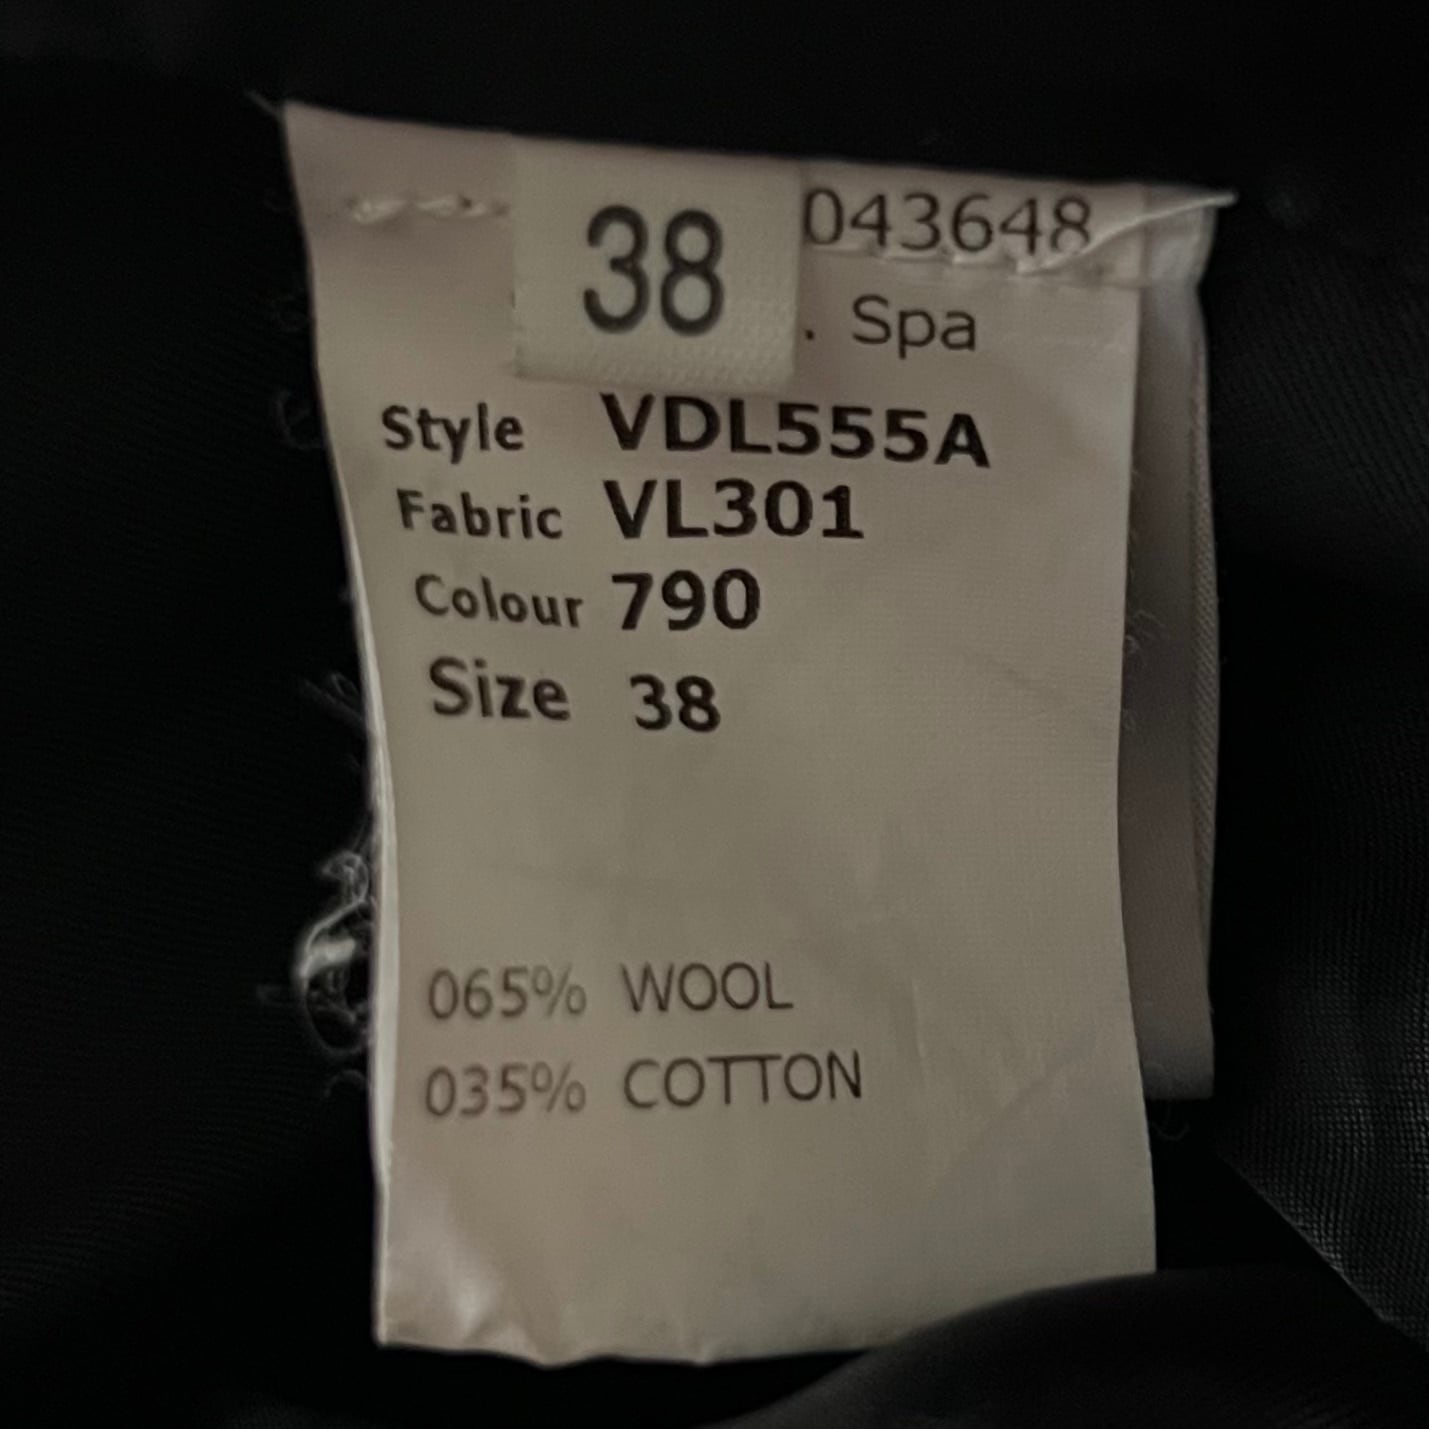 38
043648
. Spa
Style VDL555A
Fabric VL301
Colour 790
Size 38
065% WOOL
035% COTTON